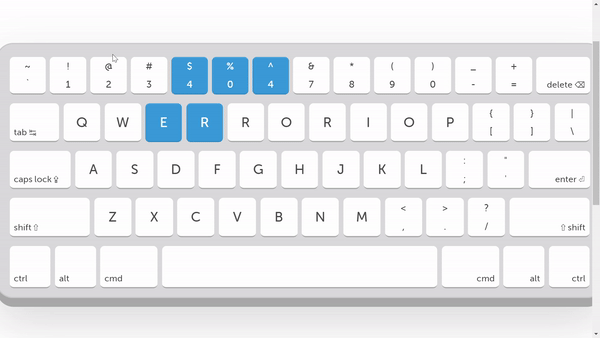 ~ ! @ # $ % ^ & * ( ) _ +
` 1 2 3 4 0 4 7 8 9 0 - = delete ⌫
tab ⇆ Q W E R R O R I O P { [ } ] | \
caps lock ⇪ A S D F G H J K L : ; " ' enter ⏎
shift ⇧ Z X C V B N M < , > . ? / ⇧ shift
ctrl alt cmd cmd alt ctrl